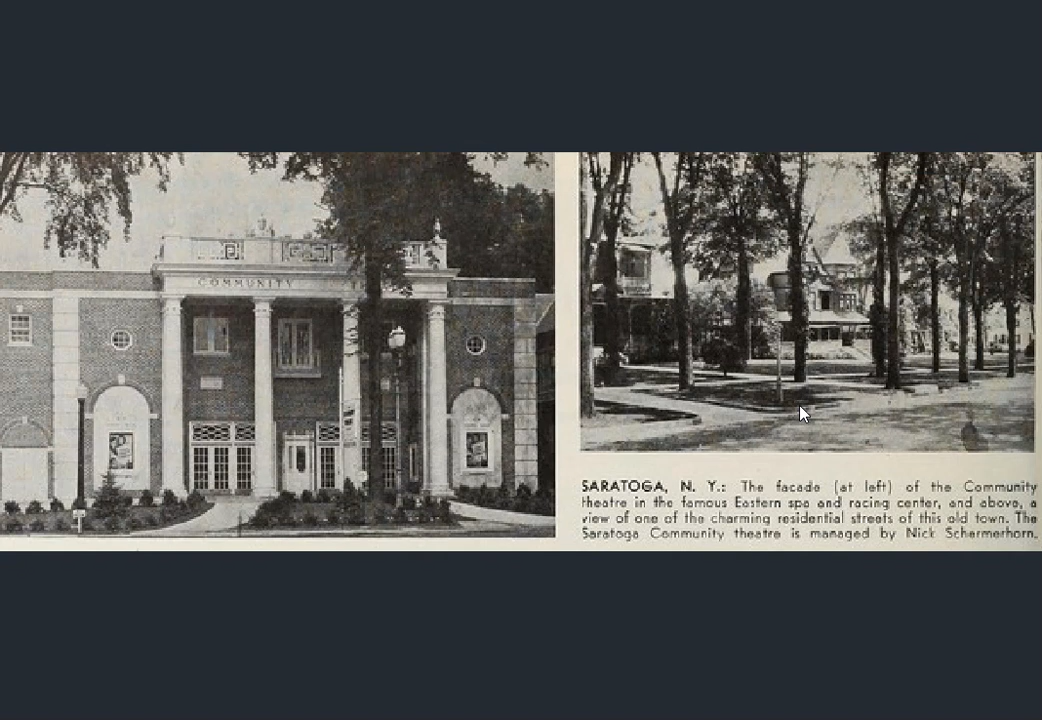 COMMUNITY
SARATOGA, N. Y.: The facade (at left) of the Community
theatre in the famous Eastern spa and racing center, and above, a
view of one of the charming residential streets of this old town. The
Saratoga Community theatre is managed by Nick Schermerhorn.